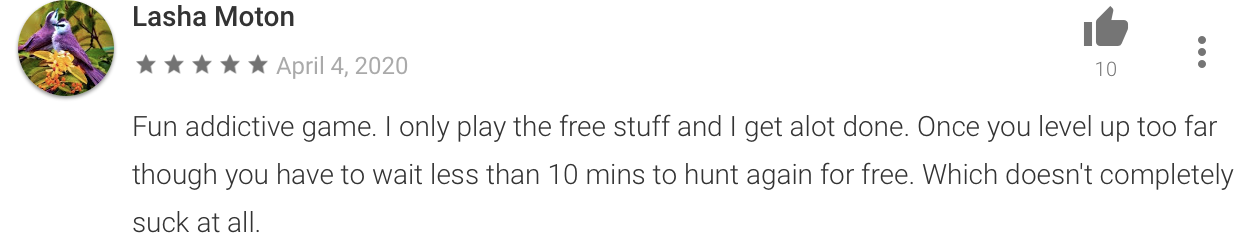 Lasha Moton
April 4, 2020
10
Fun addictive game. I only play the free stuff and I get alot done. Once you level up too far
though you have to wait less than 10 mins to hunt again for free. Which doesn't completely
suck at all.